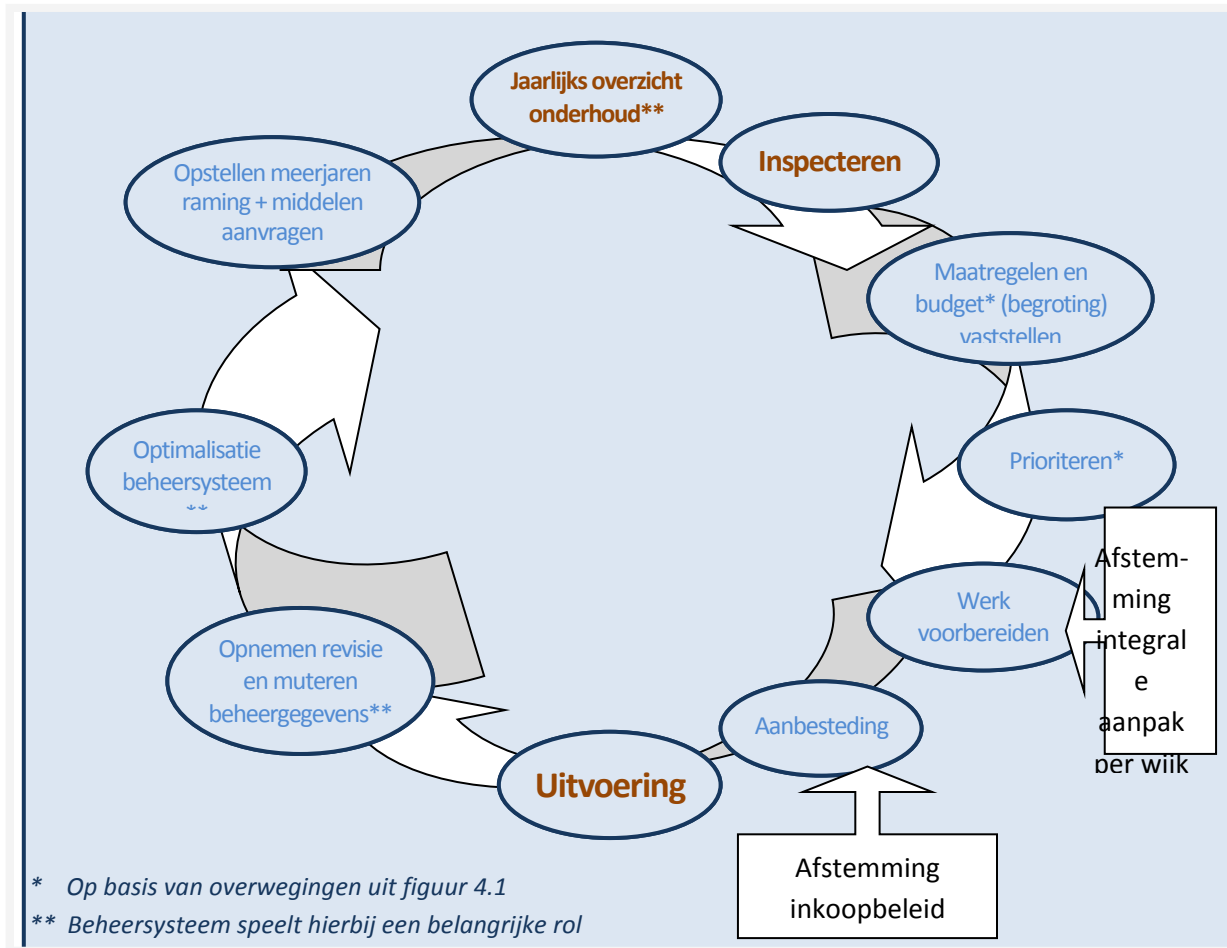 Jaarlijks overzicht
onderhoud**
Inspecteren
Maatregelen en
budget* (begroting)
vaststellen
Prioriteren*
Afstem-
ming
integral
e
aanpak
per wijk
Werk
voorbereiden
Aanbesteding
Afstemming
inkoopbeleid
Uitvoering
Opnemen revisie
en muteren
beheergegevens**
Optimalisatie
beheersysteem
**
Opstellen meerjaren
raming + middelen
aanvragen
* Op basis van overwegingen uit figuur 4.1
** Beheersysteem speelt hierbij een belangrijke rol